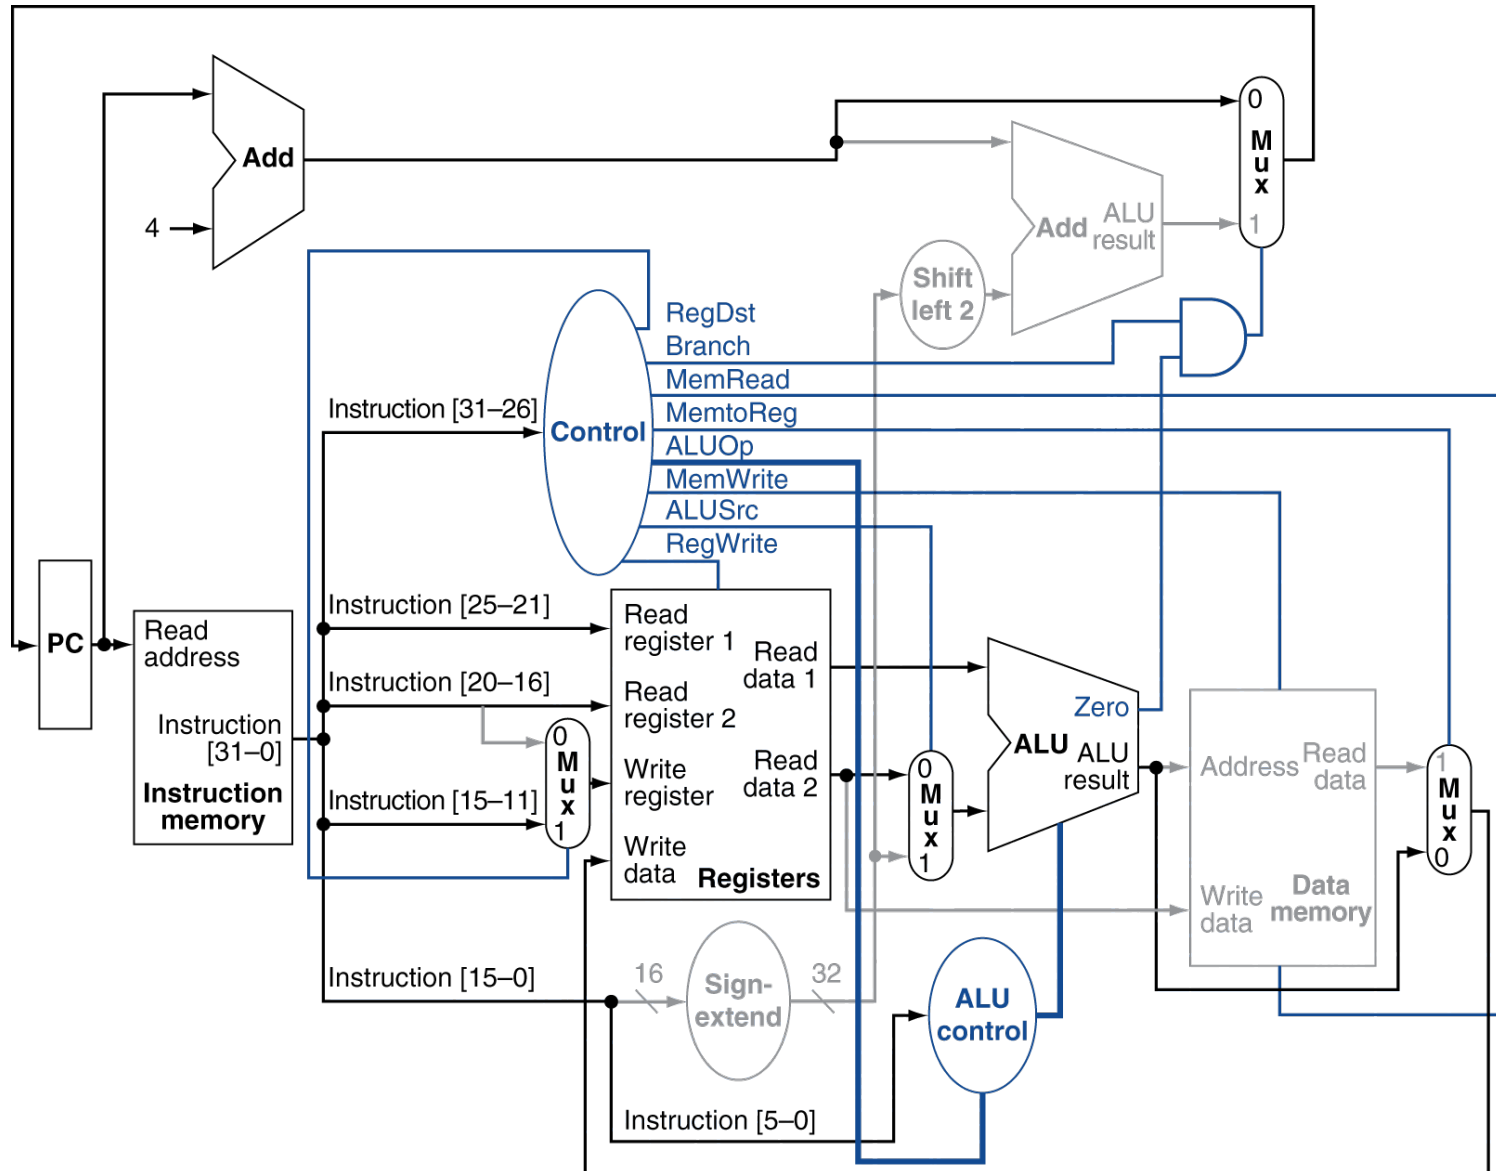 0
M
u
x
1
Add
4
Add
ALU
result
Shift
left 2
RegDst
Branch
MemRead
MemtoReg
ALUOp
MemWrite
ALUSrc
RegWrite
Control
Instruction [31–26]
Instruction [25–21]
Instruction [20–16]
Instruction [15–11]
Instruction [15–0]
Instruction [5–0]
PC
Read
address
Instruction
[31–0]
Instruction
memory
0
M
u
x
1
Read
register 1
Read
register 2
Write
register
Write
data
Read
data 1
Read
data 2
Registers
0
M
u
x
1
Zero
ALU
ALU
result
Address
Read
data
Write
data
Data
memory
1
M
u
x
0
16
Sign-
extend
32
ALU
control